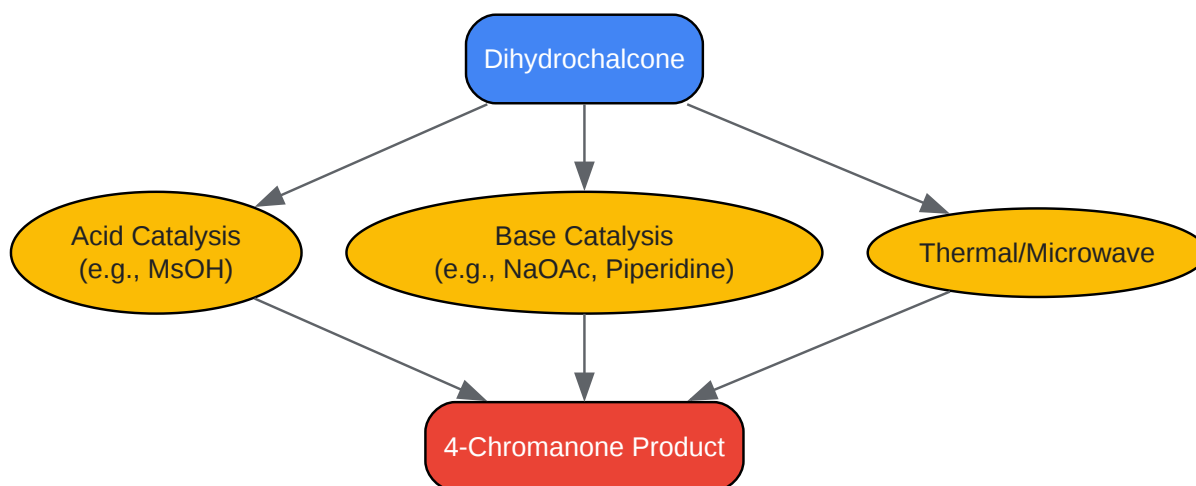 Dihydrochalcone
Acid Catalysis
(e.g., MsOH)
Base Catalysis
(e.g., NaOAc, Piperidine)
Thermal/Microwave
4-Chromanone Product